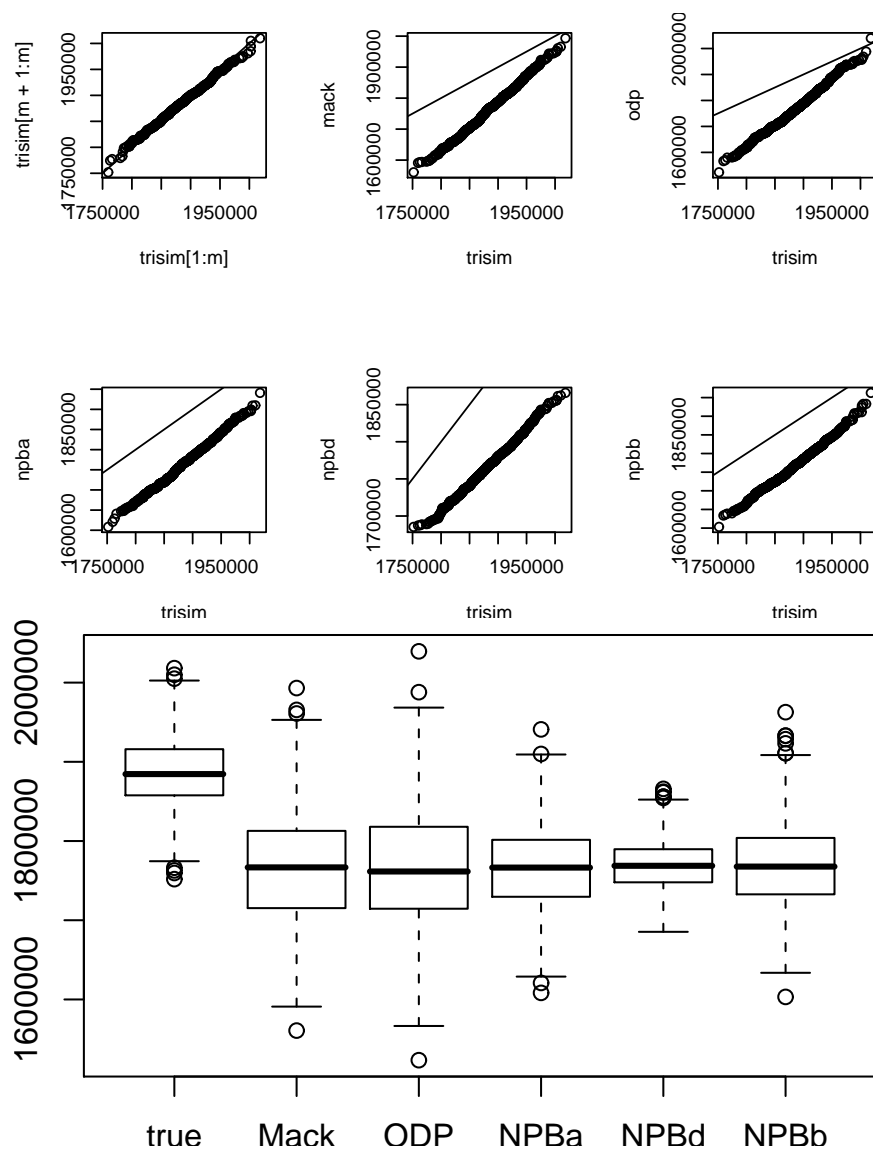 trisim[m + 1:m]
1750000 1950000
1750000 1950000
trisim[1:m]
mack
1600000 1900000
1750000 1950000
trisim
odp
1600000 2000000
1750000 1950000
trisim
npba
1600000 1850000
1750000 1950000
trisim
npbd
1700000 1850000
1750000 1950000
trisim
npbb
1600000 1850000
1750000 1950000
trisim
1600000 1800000 2000000
true Mack ODP NPBa NPBd NPBb